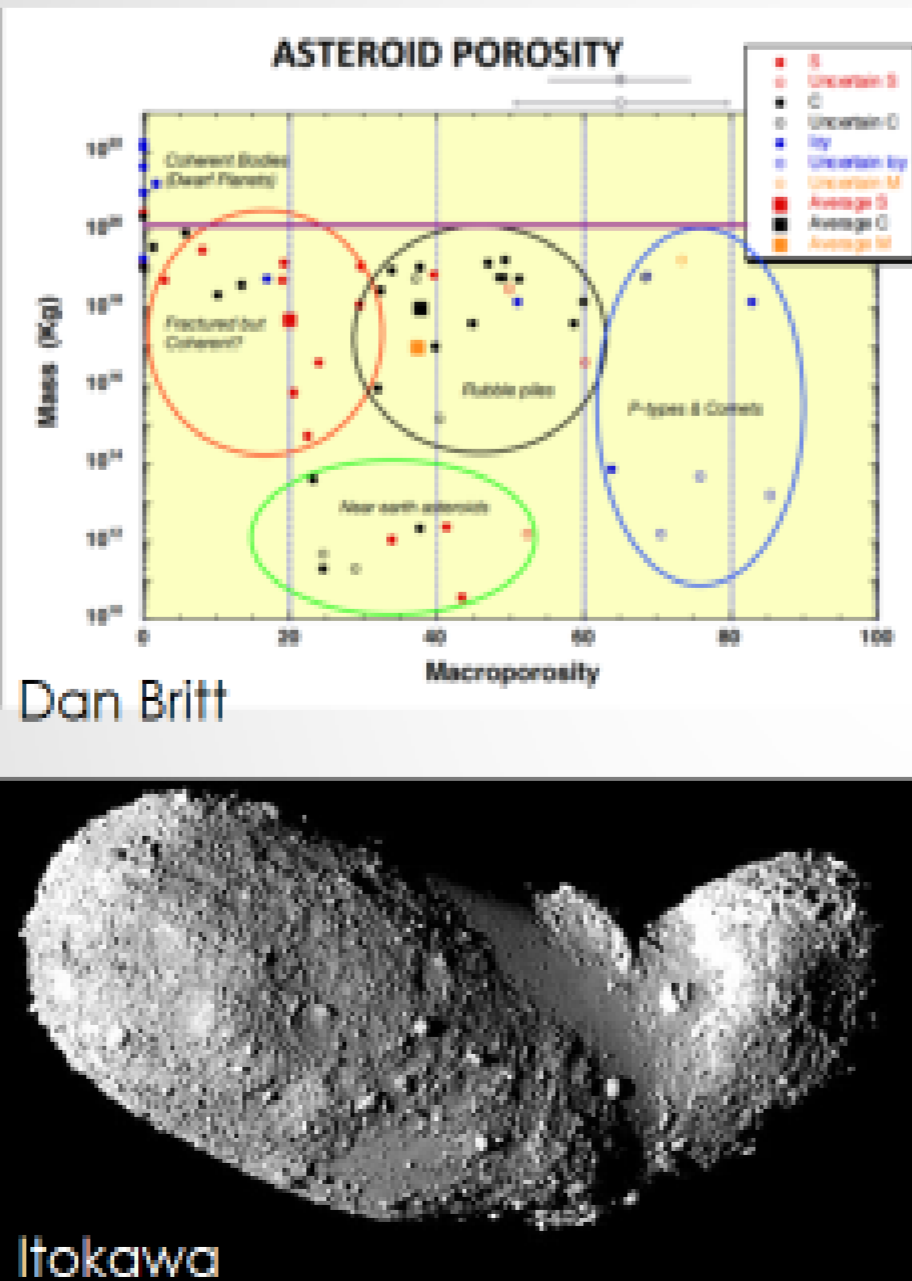 ASTEROID POROSITY
S
Uncertain S
C
Uncertain C
Icy
Uncertain Icy
Uncertain M
Average S
Average C
Average M
Coherent Bodies
(Dwarf Planets)
Fractured but
Coherent?
Rubble piles
P-types & Comets
Near earth asteroids
Mass (Kg)
0 20 40 60 80 100
Macroporosity
Dan Britt
Itokawa